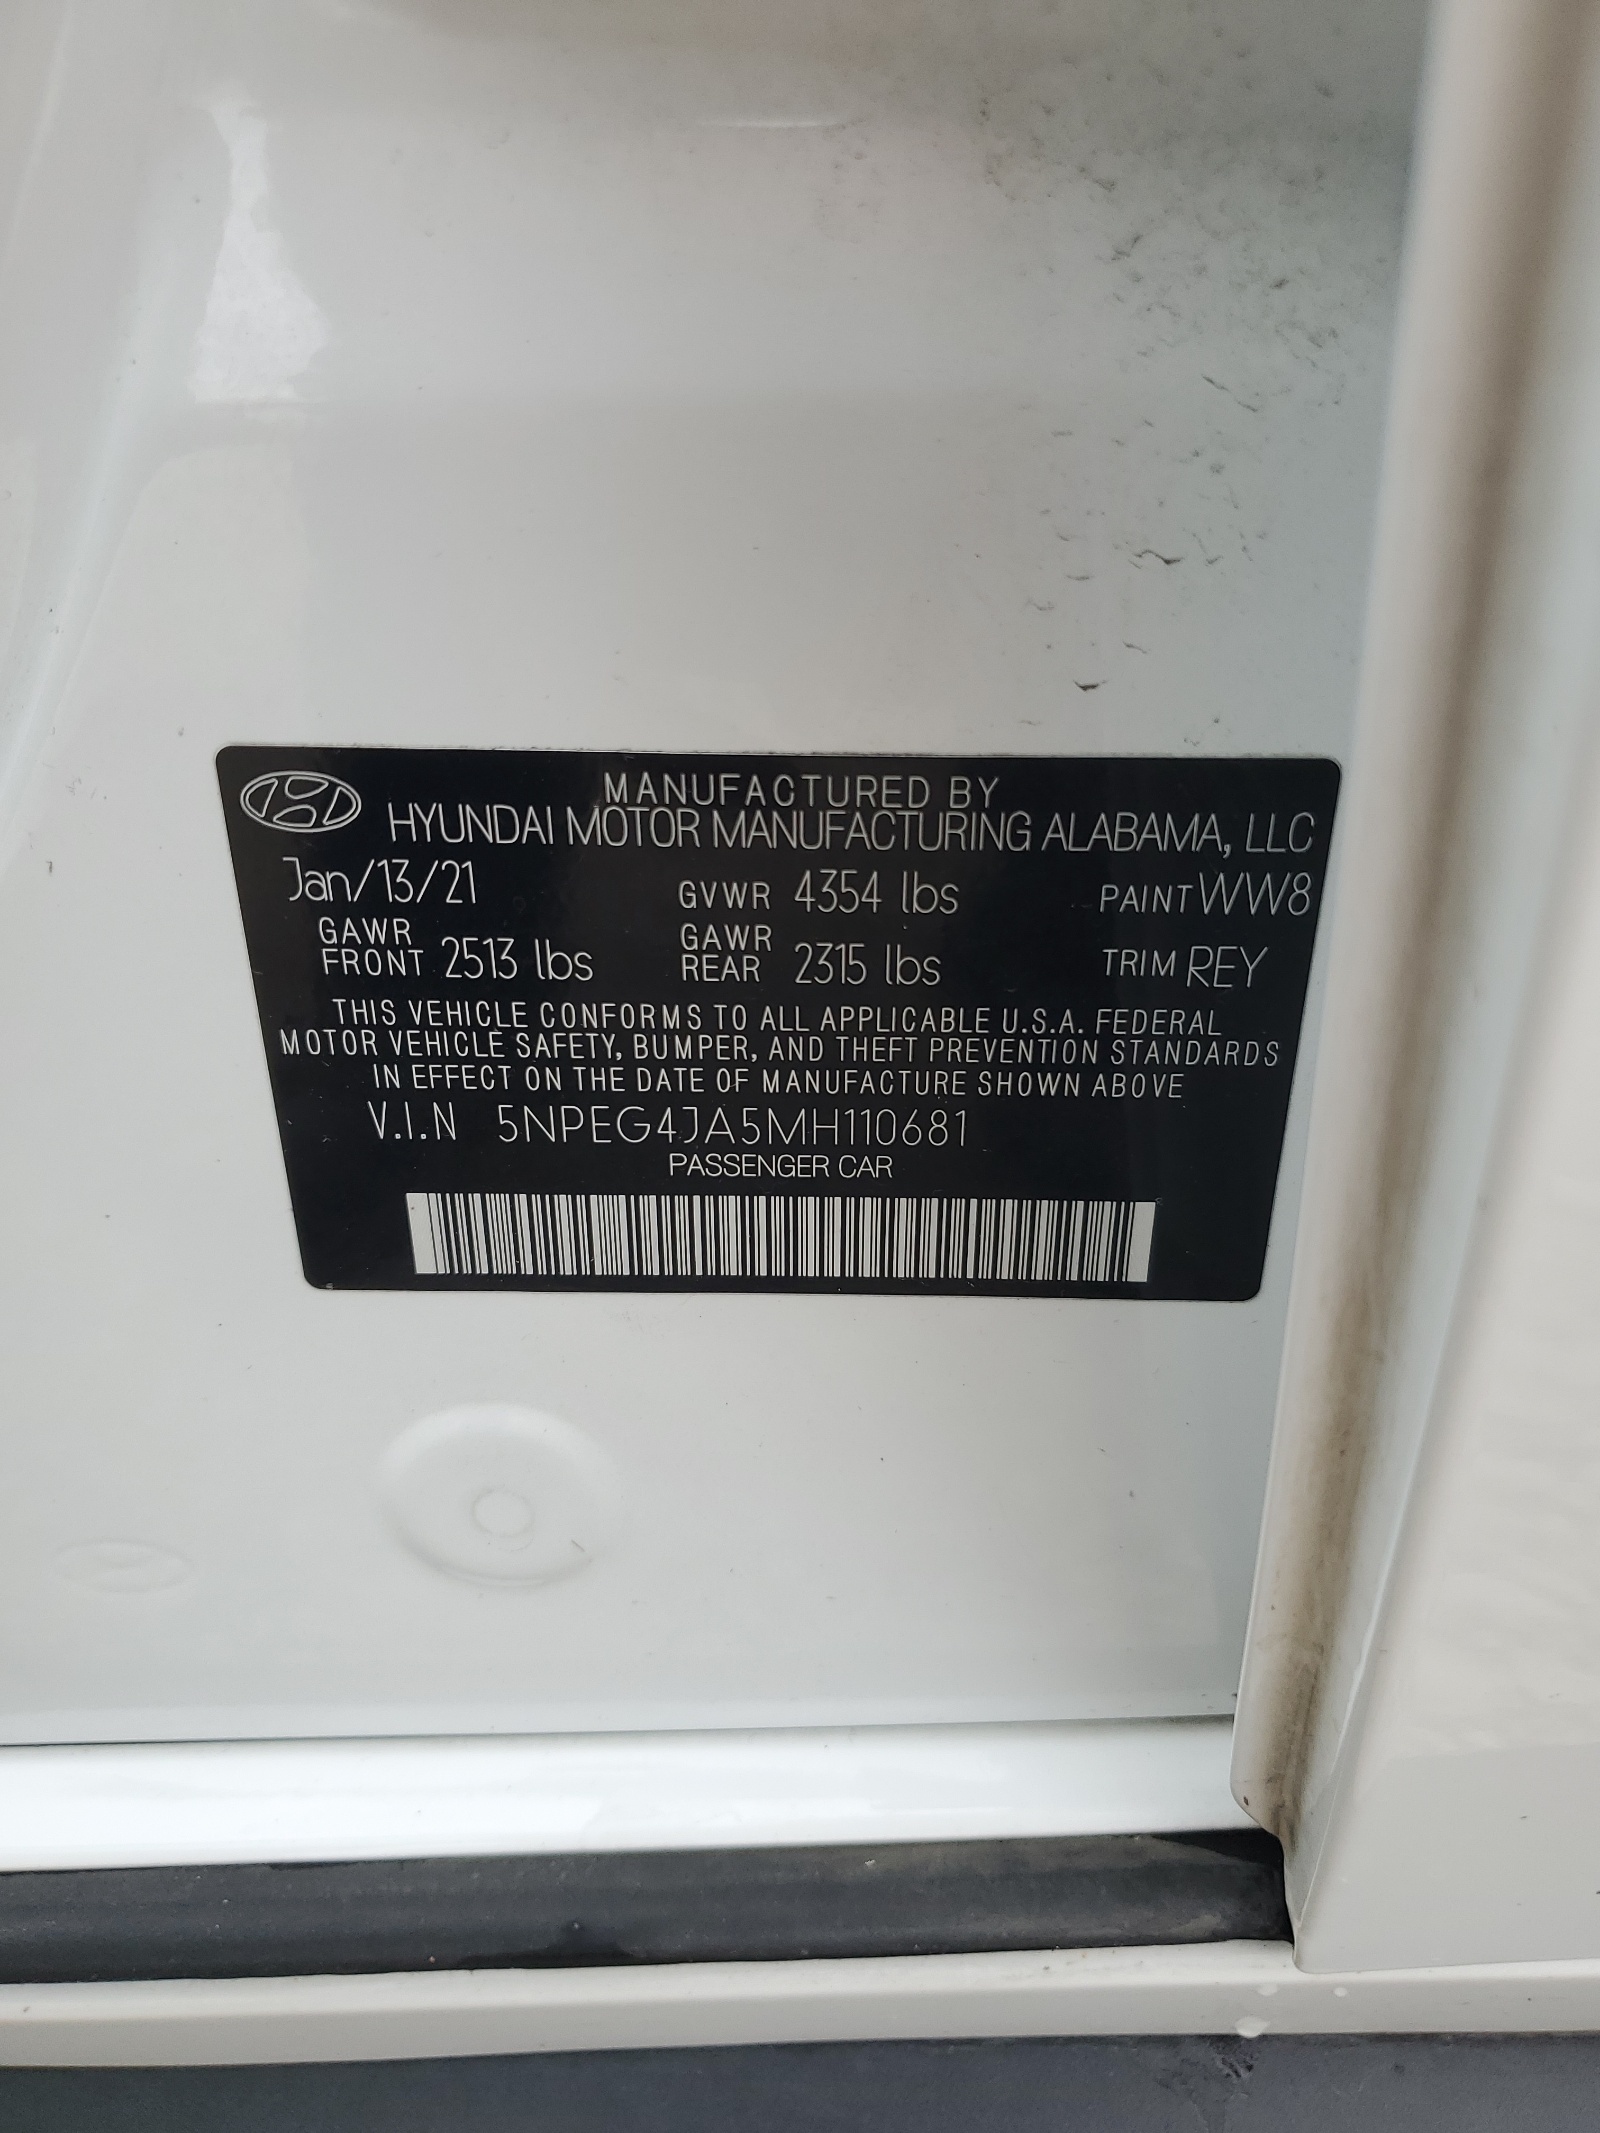 MANUFACTURED BY
HYUNDAI MOTOR MANUFACTURING ALABAMA, LLC
Jan/13/21 GVWR 4354 lbs PAINT WW8
GAWR FRONT 2513 lbs GAWR REAR 2315 lbs TRIM REY
THIS VEHICLE CONFORMS TO ALL APPLICABLE U.S.A. FEDERAL
MOTOR VEHICLE SAFETY, BUMPER, AND THEFT PREVENTION STANDARDS
IN EFFECT ON THE DATE OF MANUFACTURE SHOWN ABOVE
V.I.N 5NPEG4JA5MH110681
PASSENGER CAR